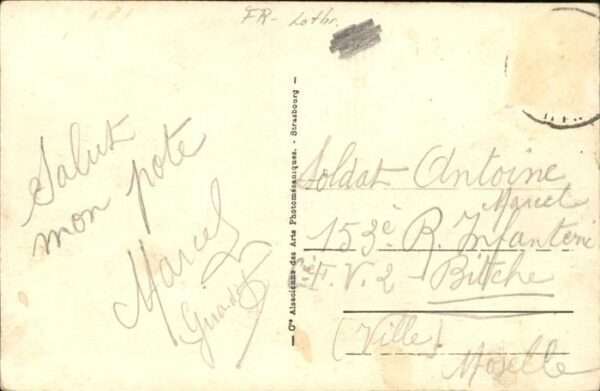 FR- Lothr.
Salut
mon pote
Marcel
Cie Alsacienne des Arts Photomécaniques. - Strasbourg -
Soldat Antoine
Marcel
153è R. Infanterie
F.V. 2 - Bitche
(Ville)
Moselle